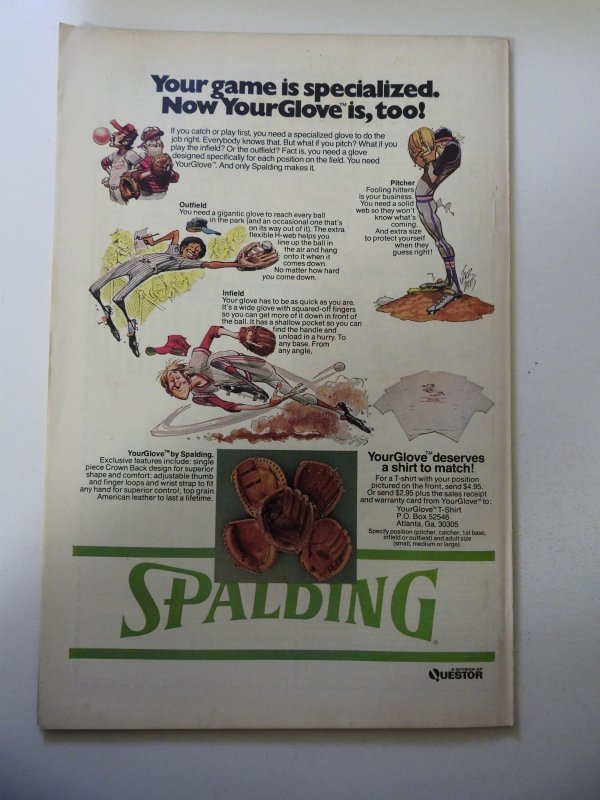 Your game is specialized.
Now YourGlove™ is, too!
If you catch or play first, you need a specialized glove to do the
job right. Everybody knows that. But what if you pitch? What if you
play the infield? Or the outfield? Fact is, you need a glove
designed specifically for each position on the field. You need
YourGlove™. And only Spalding makes it.
Pitcher
Fooling hitters
is your business.
You need a solid
web so they won't
know what's
coming.
And extra size
to protect yourself
when they
guess right!
Outfield
You need a gigantic glove to reach every ball
in the park (and an occasional one that's
on its way out of it). The extra
flexible H-web helps you
line up the ball in
the air and hang
onto it when it
comes down.
No matter how hard
you come down.
Infield
Your glove has to be as quick as you are.
It's a wide glove with squared-off fingers
so you can get more of it down in front of
the ball. It has a shallow pocket so you can
find the handle and
unload in a hurry. To
any base. From
any angle.
YourGlove™ by Spalding.
Exclusive features include: single
piece Crown Back design for superior
shape and comfort; adjustable thumb
and finger loops and wrist strap to fit
any hand for superior control; top grain
American leather to last a lifetime.
YourGlove™ deserves
a shirt to match!
For a T-shirt with your position
pictured on the front, send $4.95.
Or send $2.95 plus the sales receipt
and warranty card from YourGlove™ to:
YourGlove™ T-Shirt
P.O. Box 52546
Atlanta, Ga. 30305
Specify position (pitcher, catcher, 1st base,
infield or outfield) and adult size
(small, medium or large).
SPALDING®
A DIVISION OF
QUESTOR